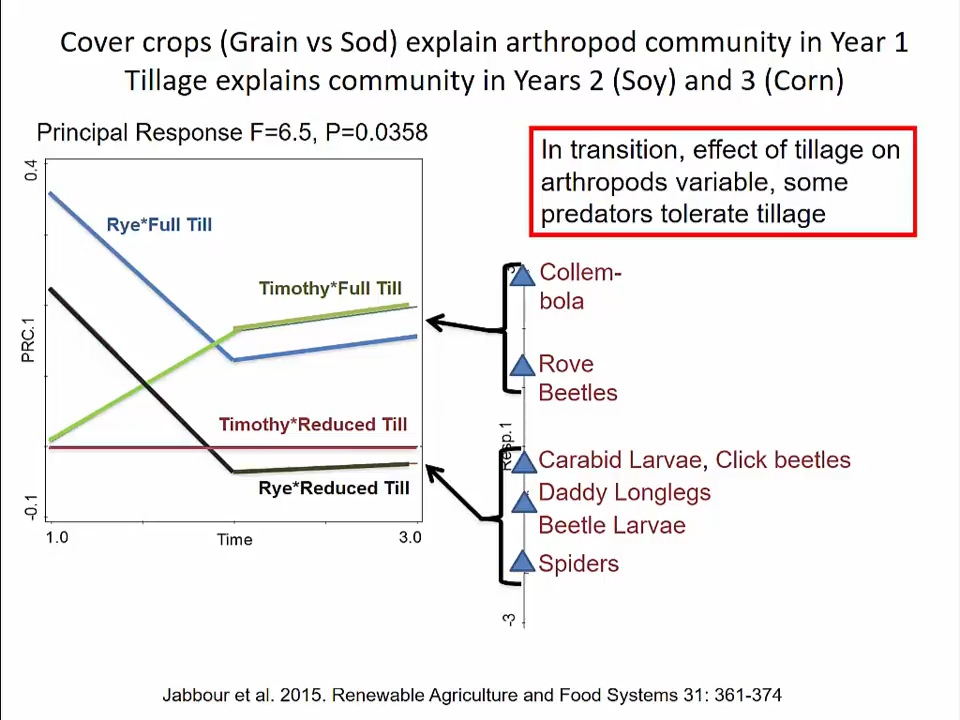 Cover crops (Grain vs Sod) explain arthropod community in Year 1
Tillage explains community in Years 2 (Soy) and 3 (Corn)
Principal Response F=6.5, P=0.0358
In transition, effect of tillage on
arthropods variable, some
predators tolerate tillage
0.4
PRC.1
-0.1
Rye*Full Till
Timothy*Full Till
Timothy*Reduced Till
Rye*Reduced Till
1.0
Time
3.0
3
Collem-
bola
Rove
Beetles
Resp.1
Carabid Larvae, Click beetles
Daddy Longlegs
Beetle Larvae
Spiders
-3
Jabbour et al. 2015. Renewable Agriculture and Food Systems 31: 361-374